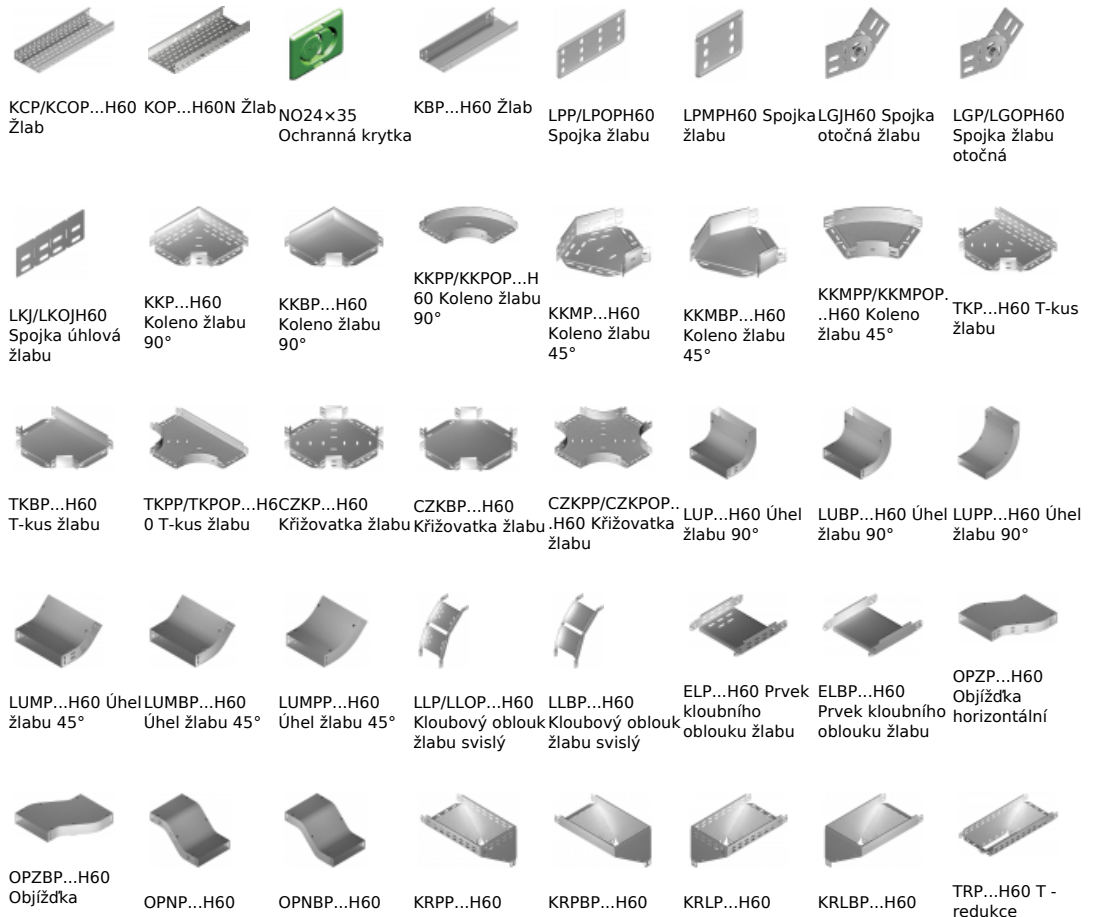 KCP/KCOP...H60
Žlab
KOP...H60N Žlab
NO24×35
Ochranná krytka
KBP...H60 Žlab
LPP/LPOPH60
Spojka žlabu
LPMPH60 Spojka
žlabu
LGJH60 Spojka
otočná žlabu
LGP/LGOPH60
Spojka žlabu
otočná
LKJ/LKOJH60
Spojka úhlová
žlabu
KKP...H60
Koleno žlabu
90°
KKBP...H60
Koleno žlabu
90°
KKPP/KKPOP...H
60 Koleno žlabu
90°
KKMP...H60
Koleno žlabu
45°
KKMBP...H60
Koleno žlabu
45°
KKMPP/KKMPOP.
..H60 Koleno
žlabu 45°
TKP...H60 T-kus
žlabu
TKBP...H60
T-kus žlabu
TKPP/TKPOP...H6
0 T-kus žlabu
CZKP...H60
Křižovatka žlabu
CZKBP...H60
Křižovatka žlabu
CZKPP/CZKPOP..
.H60 Křižovatka
žlabu
LUP...H60 Úhel
žlabu 90°
LUBP...H60 Úhel
žlabu 90°
LUPP...H60 Úhel
žlabu 90°
LUMP...H60 Úhel
žlabu 45°
LUMBP...H60
Úhel žlabu 45°
LUMPP...H60
Úhel žlabu 45°
LLP/LLOP...H60
Kloubový oblouk
žlabu svislý
LLBP...H60
Kloubový oblouk
žlabu svislý
ELP...H60 Prvek
kloubního
oblouku žlabu
ELBP...H60
Prvek kloubního
oblouku žlabu
OPZP...H60
Objížďka
horizontální
OPZBP...H60
Objížďka
OPNP...H60
OPNBP...H60
KRPP...H60
KRPBP...H60
KRLP...H60
KRLBP...H60
TRP...H60 T -
redukce